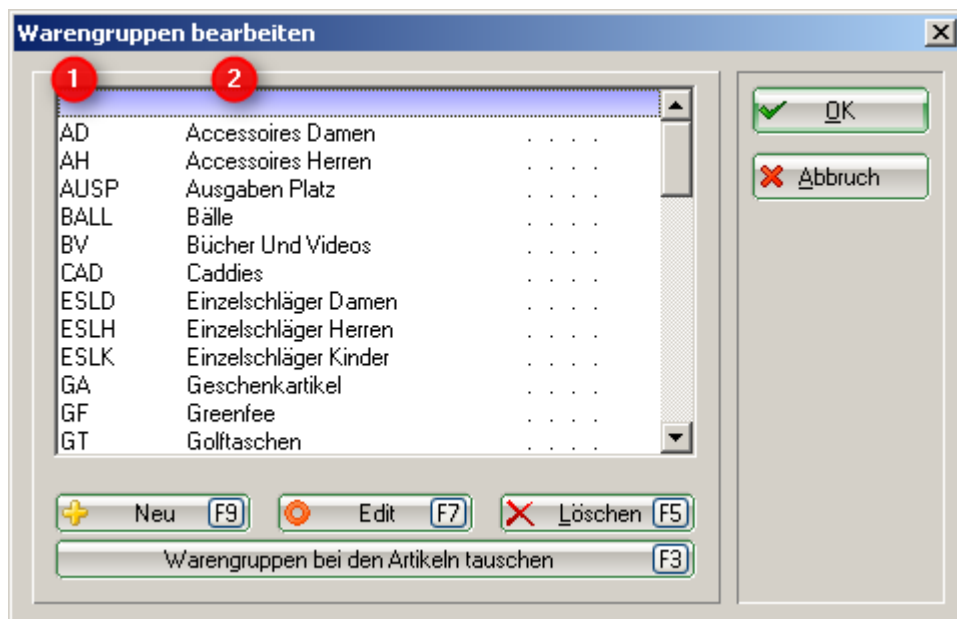 Warengruppen bearbeiten
1 2
AD Accessoires Damen . . . .
AH Accessoires Herren . . . .
AUSP Ausgaben Platz . . . .
BALL Bälle . . . .
BV Bücher Und Videos . . . .
CAD Caddies . . . .
ESLD Einzelschläger Damen . . . .
ESLH Einzelschläger Herren . . . .
ESLK Einzelschläger Kinder . . . .
GA Geschenkartikel . . . .
GF Greenfee . . . .
GT Golftaschen . . . .
OK
Abbruch
Neu F9 Edit F7 Löschen F5
Warengruppen bei den Artikeln tauschen F3